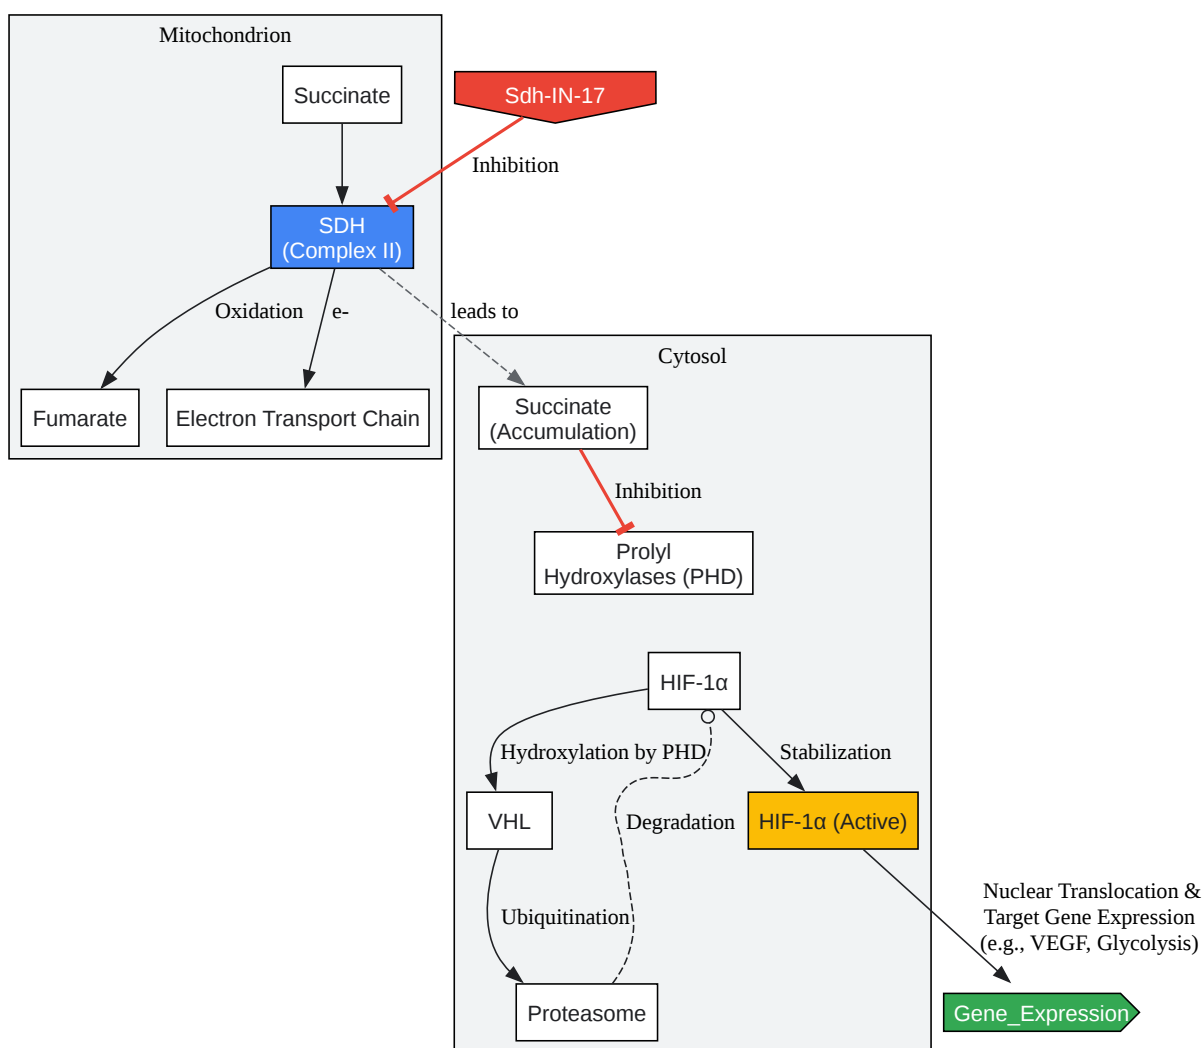 Mitochondrion
Succinate
Sdh-IN-17
Inhibition
SDH
(Complex II)
Oxidation
e-
leads to
Cytosol
Fumarate
Electron Transport Chain
Succinate
(Accumulation)
Inhibition
Prolyl
Hydroxylases (PHD)
HIF-1α
Hydroxylation by PHD
Stabilization
VHL
Degradation
HIF-1α (Active)
Ubiquitination
Nuclear Translocation &
Target Gene Expression
(e.g., VEGF, Glycolysis)
Proteasome
Gene_Expression